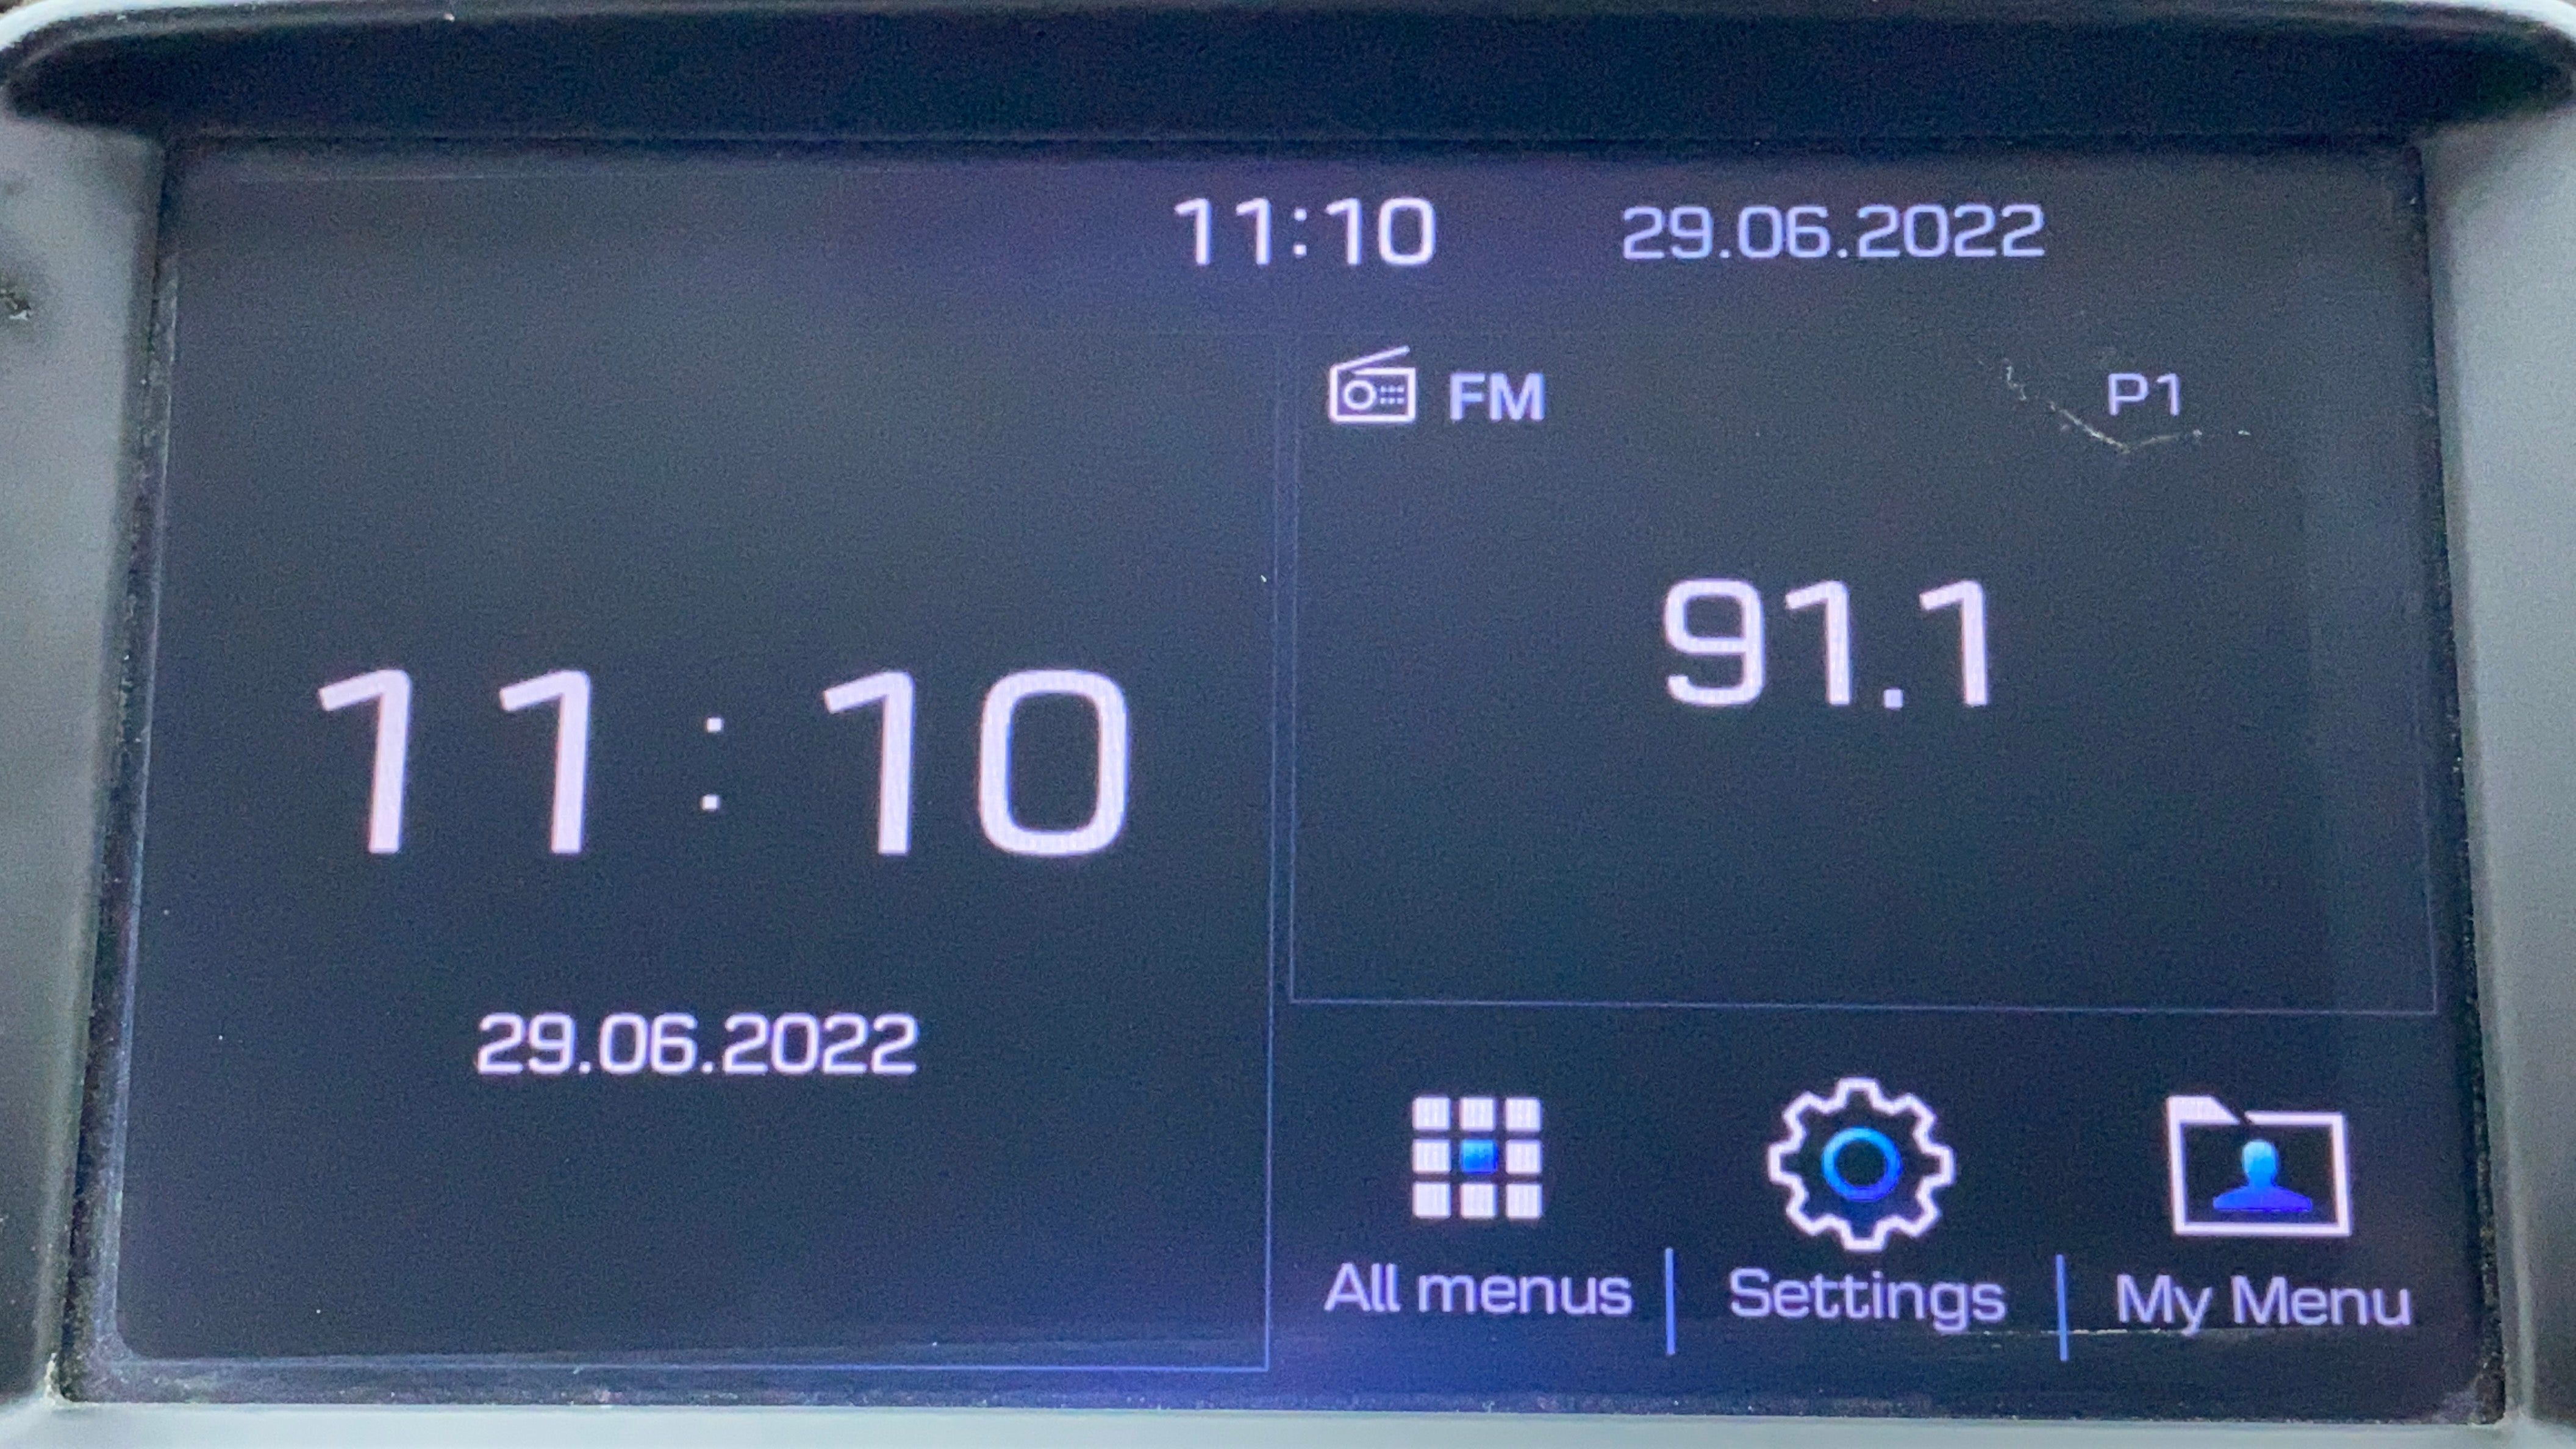 11:10 29.06.2022
FM P1
91.1
11:10
29.06.2022
All menus Settings My Menu